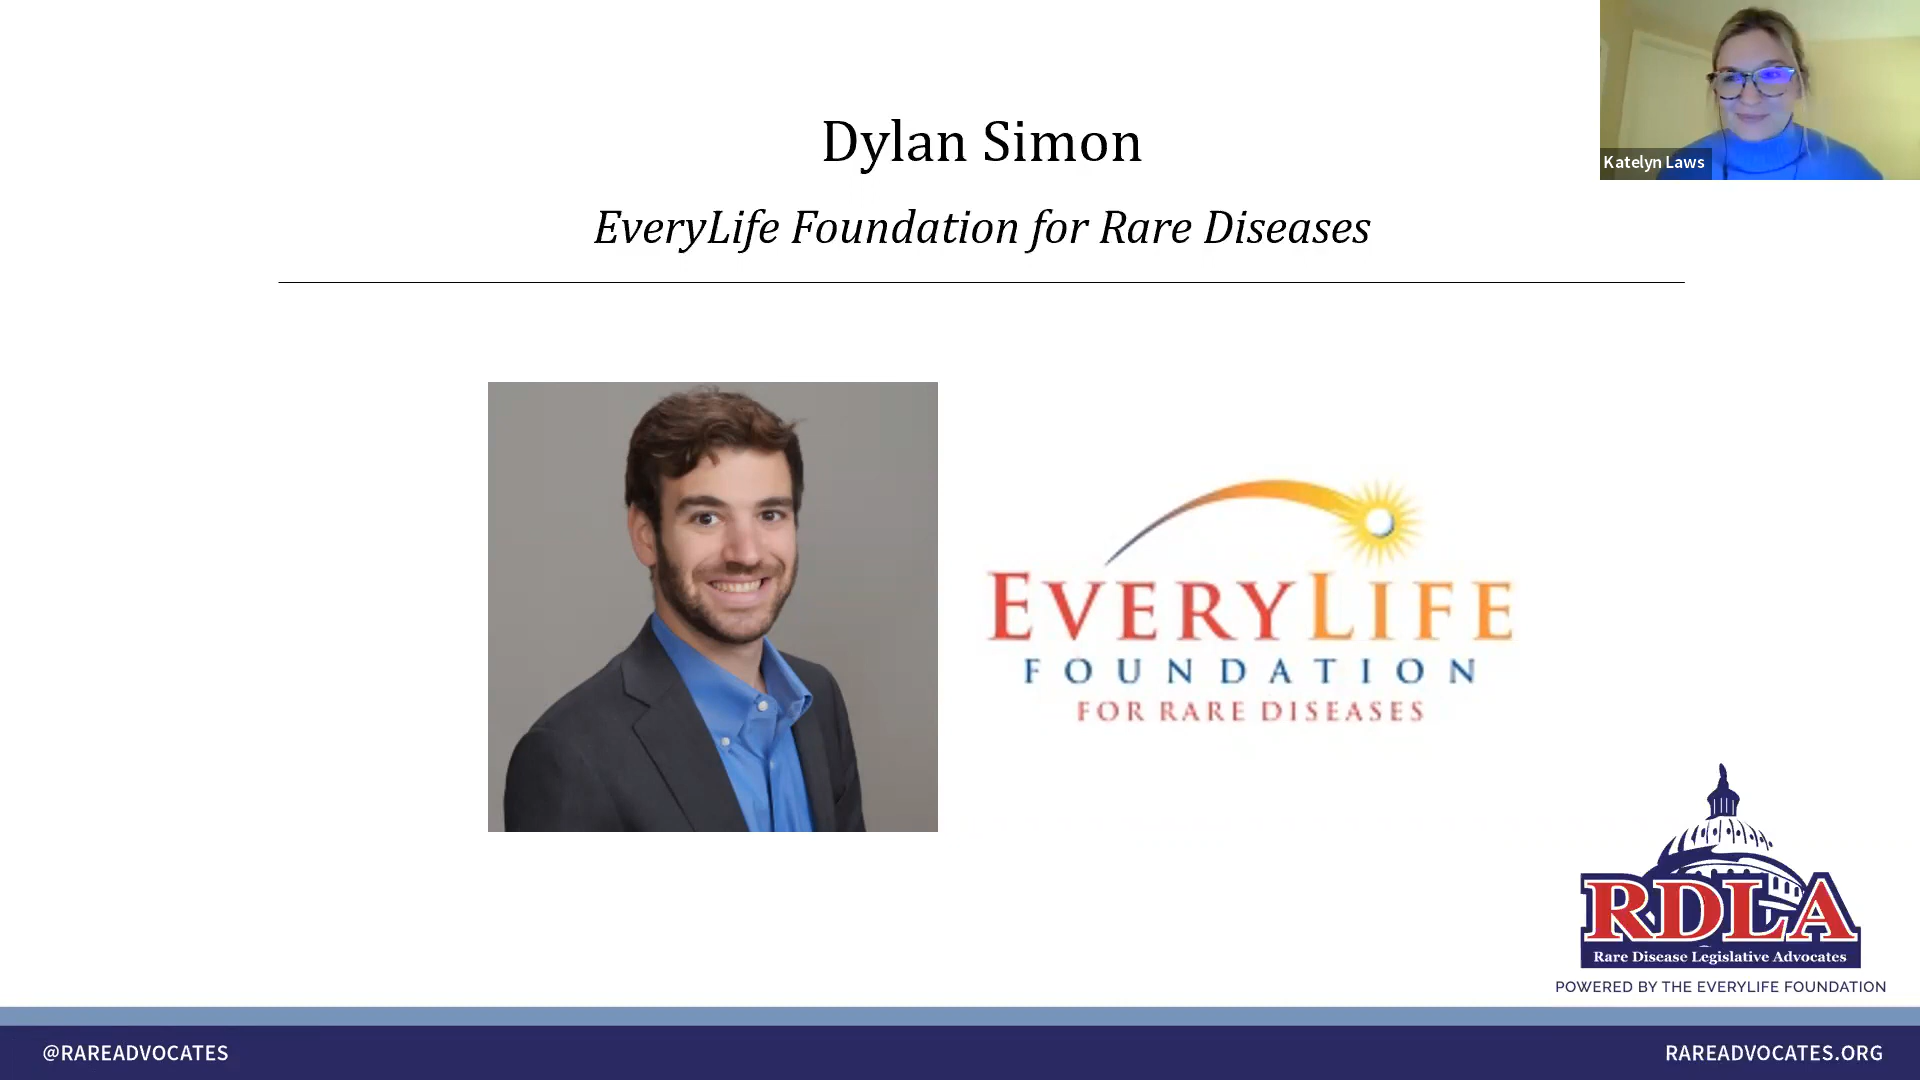 Dylan Simon
EveryLife Foundation for Rare Diseases
Katelyn Laws
EVERYLIFE
FOUNDATION
FOR RARE DISEASES
RDLA
Rare Disease Legislative Advocates
POWERED BY THE EVERYLIFE FOUNDATION
@RAREADVOCATES
RAREADVOCATES.ORG